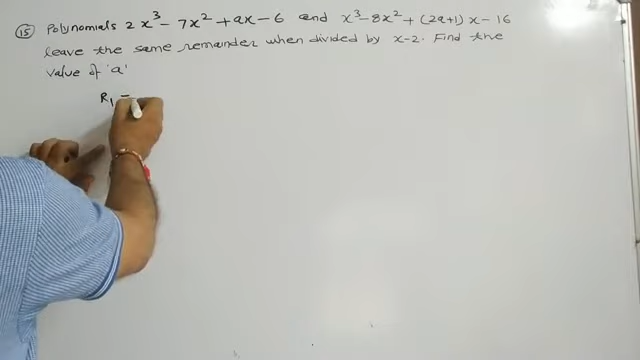 (15) Polynomials 2x³ - 7x² + ax - 6 and x³ - 8x² + (2a+1)x - 16
leave the same remainder when divided by x-2. Find the
value of 'a'
R₁ =